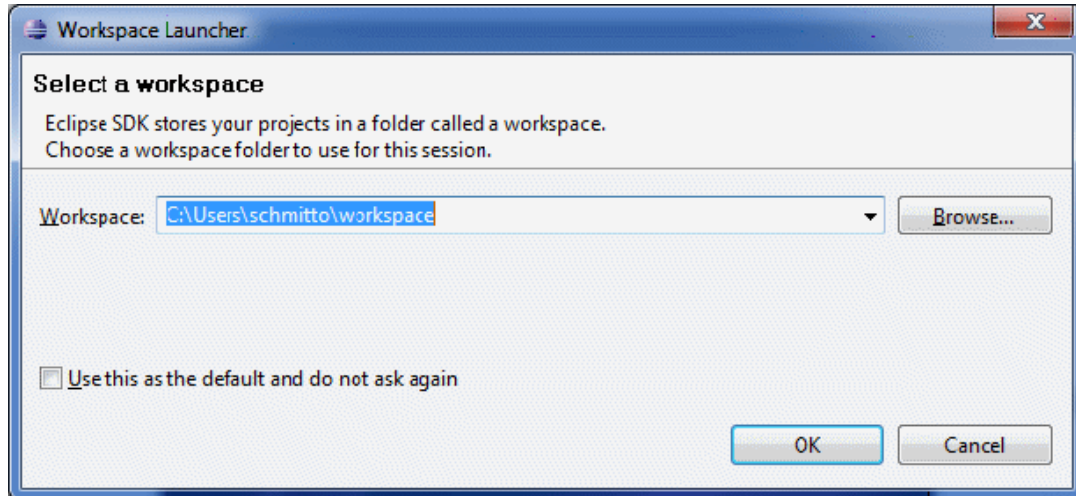 Workspace Launcher
Select a workspace
Eclipse SDK stores your projects in a folder called a workspace.
Choose a workspace folder to use for this session.
Workspace: C:\Users\schmitto\workspace Browse...
Use this as the default and do not ask again
OK Cancel